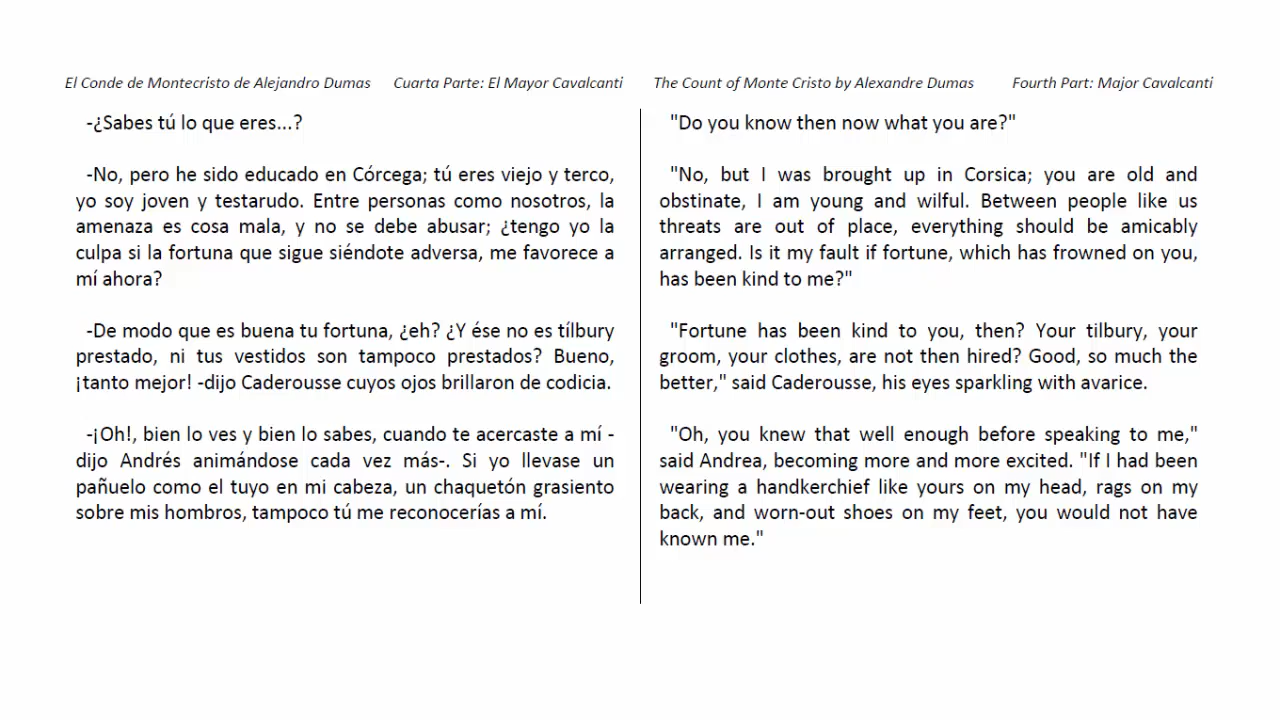 El Conde de Montecristo de Alejandro Dumas Cuarta Parte: El Mayor Cavalcanti
-¿Sabes tú lo que eres...?
-No, pero he sido educado en Córcega; tú eres viejo y terco,
yo soy joven y testarudo. Entre personas como nosotros, la
amenaza es cosa mala, y no se debe abusar; ¿tengo yo la
culpa si la fortuna que sigue siéndote adversa, me favorece a
mí ahora?
-De modo que es buena tu fortuna, ¿eh? ¿Y ése no es tílbury
prestado, ni tus vestidos son tampoco prestados? Bueno,
¡tanto mejor! -dijo Caderousse cuyos ojos brillaron de codicia.
-¡Oh!, bien lo ves y bien lo sabes, cuando te acercaste a mí -
dijo Andrés animándose cada vez más-. Si yo llevase un
pañuelo como el tuyo en mi cabeza, un chaquetón grasiento
sobre mis hombros, tampoco tú me reconocerías a mí.
The Count of Monte Cristo by Alexandre Dumas Fourth Part: Major Cavalcanti
"Do you know then now what you are?"
"No, but I was brought up in Corsica; you are old and
obstinate, I am young and wilful. Between people like us
threats are out of place, everything should be amicably
arranged. Is it my fault if fortune, which has frowned on you,
has been kind to me?"
"Fortune has been kind to you, then? Your tilbury, your
groom, your clothes, are not then hired? Good, so much the
better," said Caderousse, his eyes sparkling with avarice.
"Oh, you knew that well enough before speaking to me,"
said Andrea, becoming more and more excited. "If I had been
wearing a handkerchief like yours on my head, rags on my
back, and worn-out shoes on my feet, you would not have
known me."